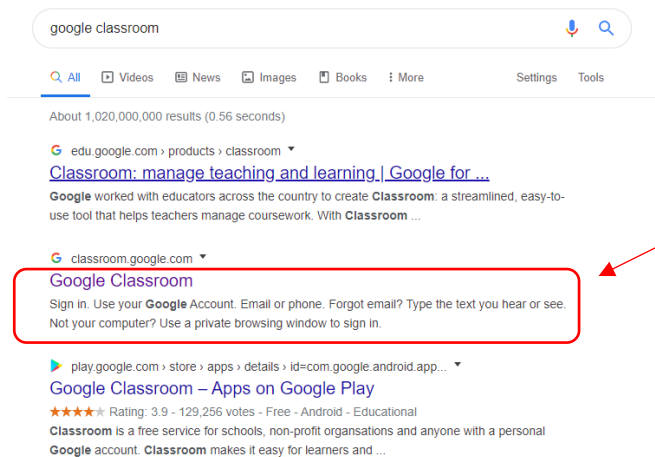 google classroom
All Videos News Images Books More Settings Tools
About 1,020,000,000 results (0.56 seconds)
edu.google.com › products › classroom
Classroom: manage teaching and learning | Google for ...
Google worked with educators across the country to create Classroom: a streamlined, easy-to-
use tool that helps teachers manage coursework. With Classroom ...
classroom.google.com
Google Classroom
Sign in. Use your Google Account. Email or phone. Forgot email? Type the text you hear or see.
Not your computer? Use a private browsing window to sign in.
play.google.com › store › apps › details › id=com.google.android.app...
Google Classroom – Apps on Google Play
Rating: 3.9 - 129,256 votes - Free - Android - Educational
Classroom is a free service for schools, non-profit organsations and anyone with a personal
Google account. Classroom makes it easy for learners and ...